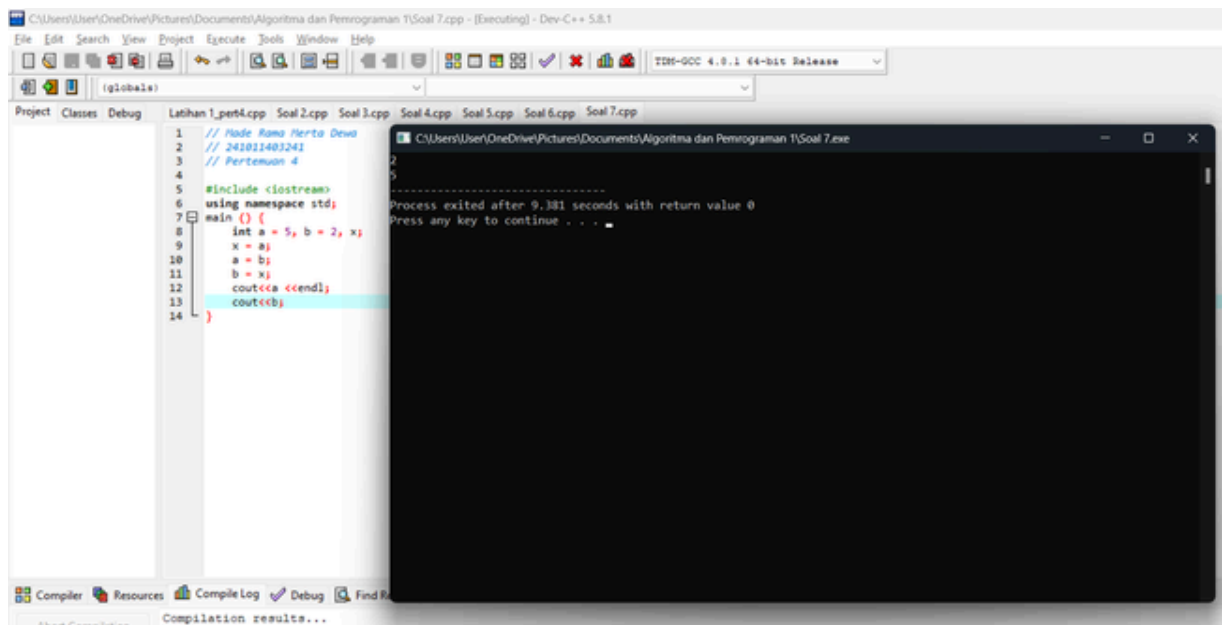 C:\Users\User\OneDrive\Pictures\Documents\Algoritma dan Pemrograman 1\Soal 7.cpp - [Executing] - Dev-C++ 5.8.1
File Edit Search View Project Execute Tools Window Help
TDM-GCC 4.8.1 64-bit Release
(globals)
Project Classes Debug
Latihan 1_pert4.cpp Soal 2.cpp Soal 3.cpp Soal 4.cpp Soal 5.cpp Soal 6.cpp Soal 7.cpp
1 // Made Rama Merta Dewa
2 // 241011403241
3 // Pertemuan 4
4
5 #include <iostream>
6 using namespace std;
7 main () {
8 int a = 5, b = 2, x;
9 x = a;
10 a = b;
11 b = x;
12 cout<<a <<endl;
13 cout<<b;
14 }
C:\Users\User\OneDrive\Pictures\Documents\Algoritma dan Pemrograman 1\Soal 7.exe
2
5
--------------------------------
Process exited after 9.381 seconds with return value 0
Press any key to continue . . .
Compiler Resources Compile Log Debug Find Re
Compilation results...